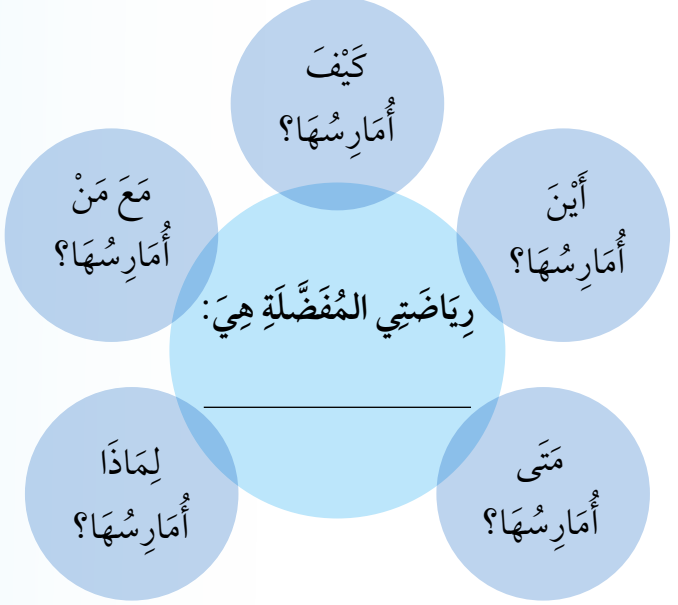 كَيْفَ
أُمَارِسُهَا؟
أَيْنَ
أُمَارِسُهَا؟
مَعَ مَنْ
أُمَارِسُهَا؟
رِيَاضَتِي المُفَضَّلَةِ هِيَ:
مَتَى
أُمَارِسُهَا؟
لِمَاذَا
أُمَارِسُهَا؟